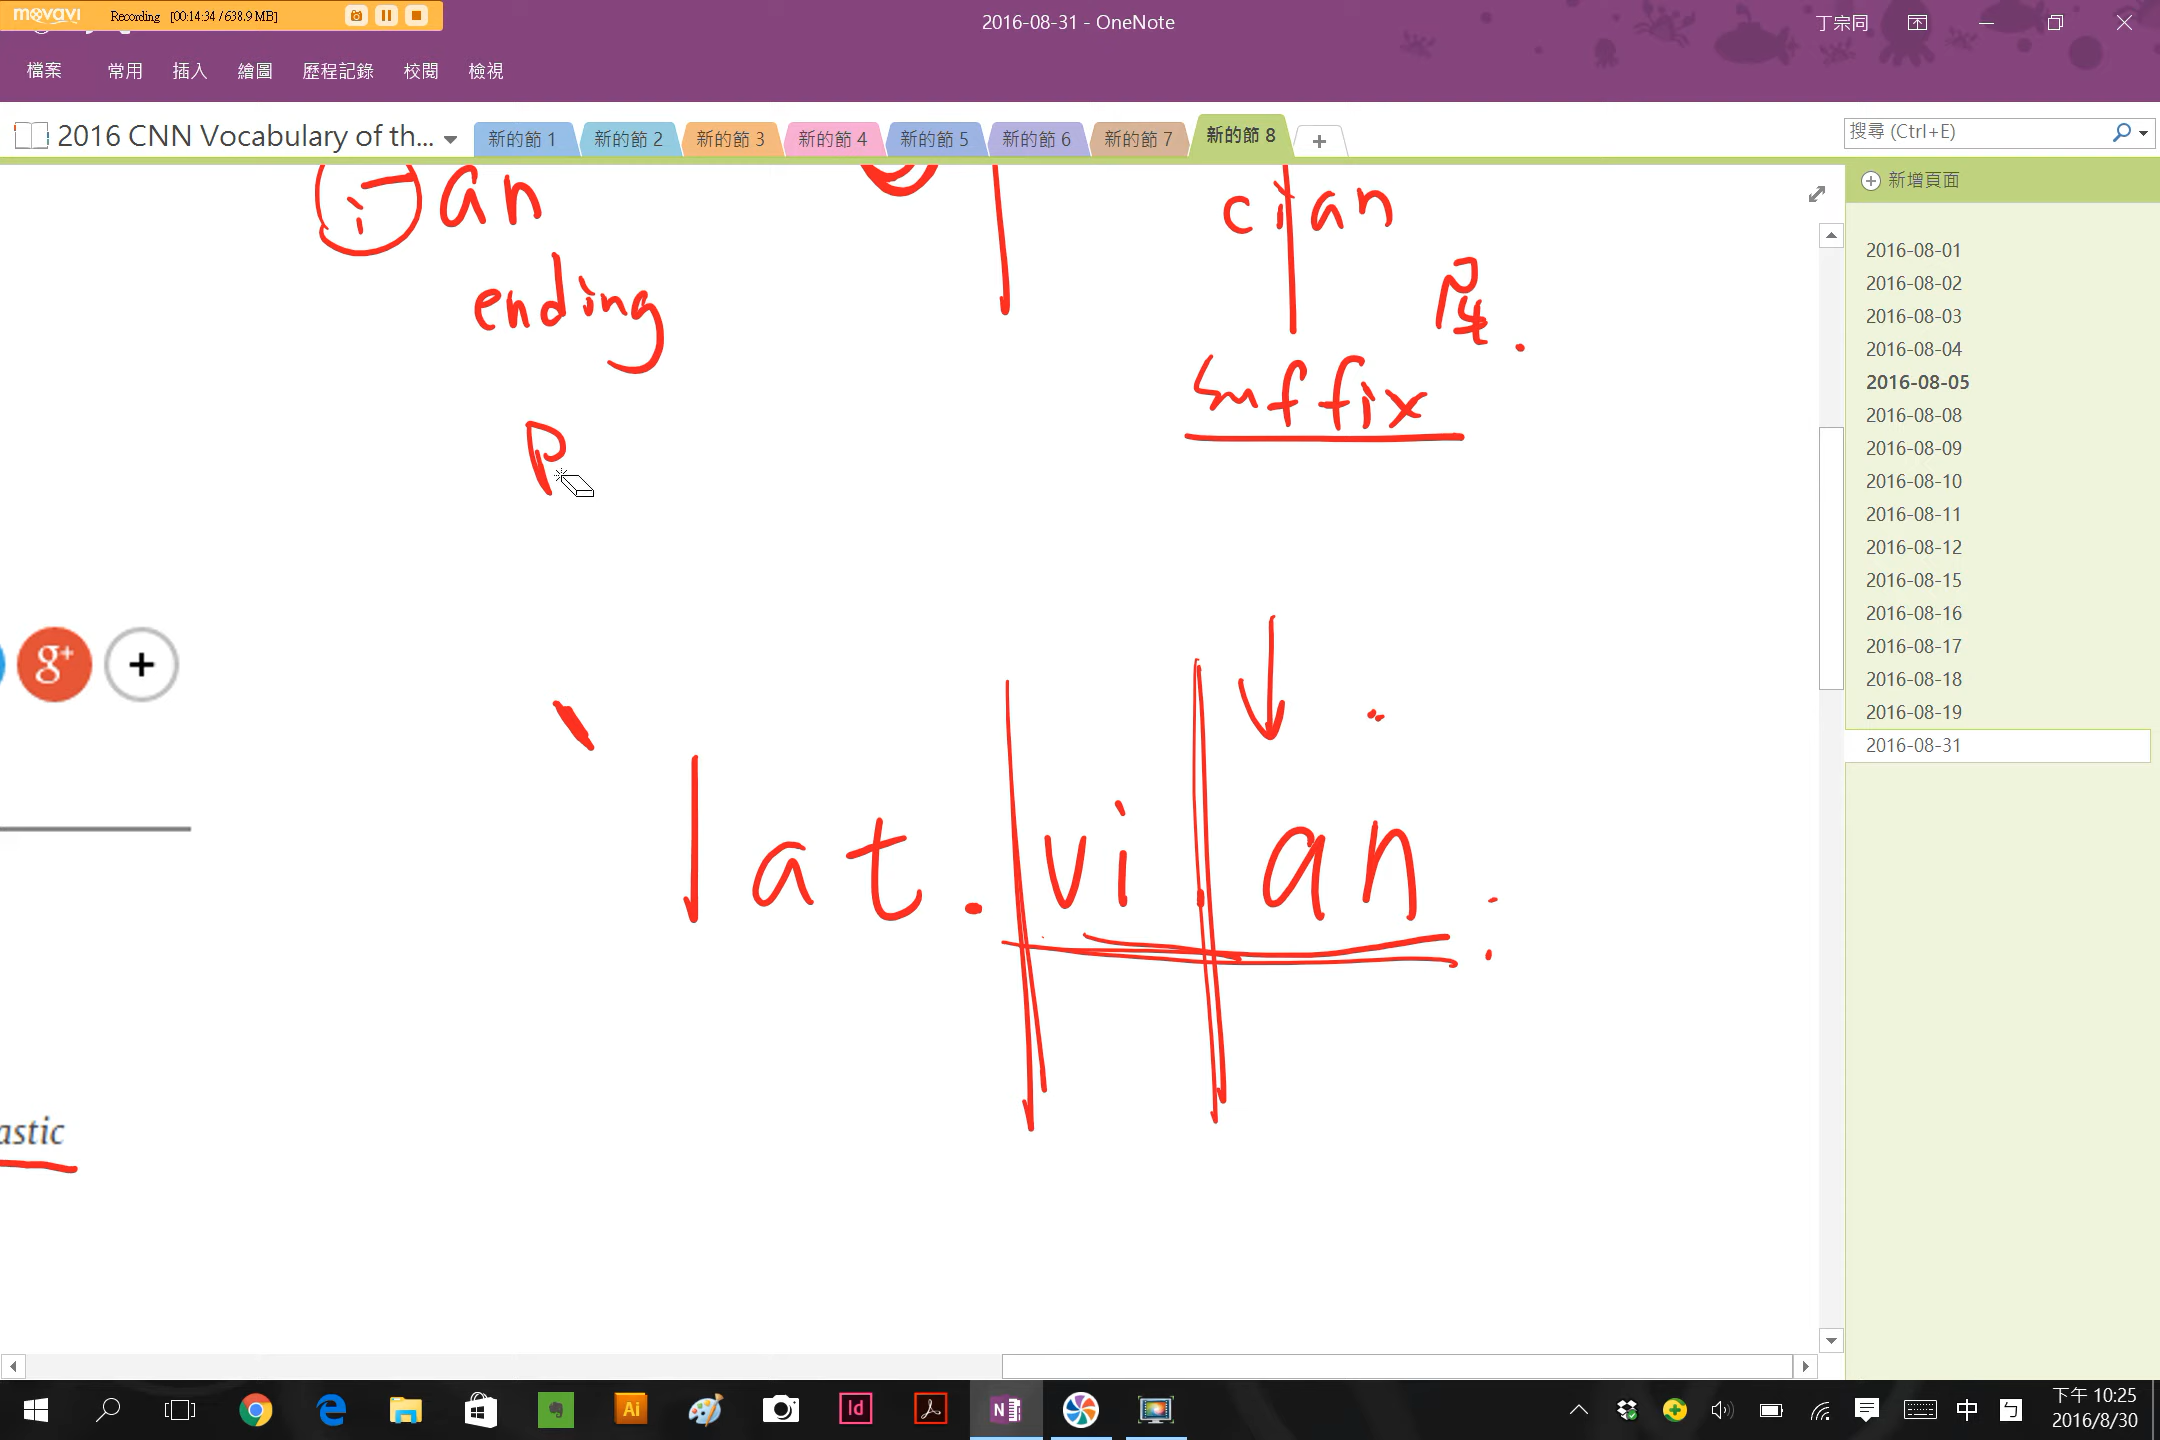 movavi Recording [00:14:34 / 638.9 MB]
2016-08-31 - OneNote
丁宗同
檔案 常用 插入 繪圖 歷程記錄 校閱 檢視
2016 CNN Vocabulary of th...
新的節 1 新的節 2 新的節 3 新的節 4 新的節 5 新的節 6 新的節 7 新的節 8 +
搜尋 (Ctrl+E)
新增頁面
2016-08-01
2016-08-02
2016-08-03
2016-08-04
2016-08-05
2016-08-08
2016-08-09
2016-08-10
2016-08-11
2016-08-12
2016-08-15
2016-08-16
2016-08-17
2016-08-18
2016-08-19
2016-08-31
i an
cian
ending
suffix
P
g+ +
lat. vi. an
astic
Ai Id N 中 ㄅ
下午 10:25
2016/8/30